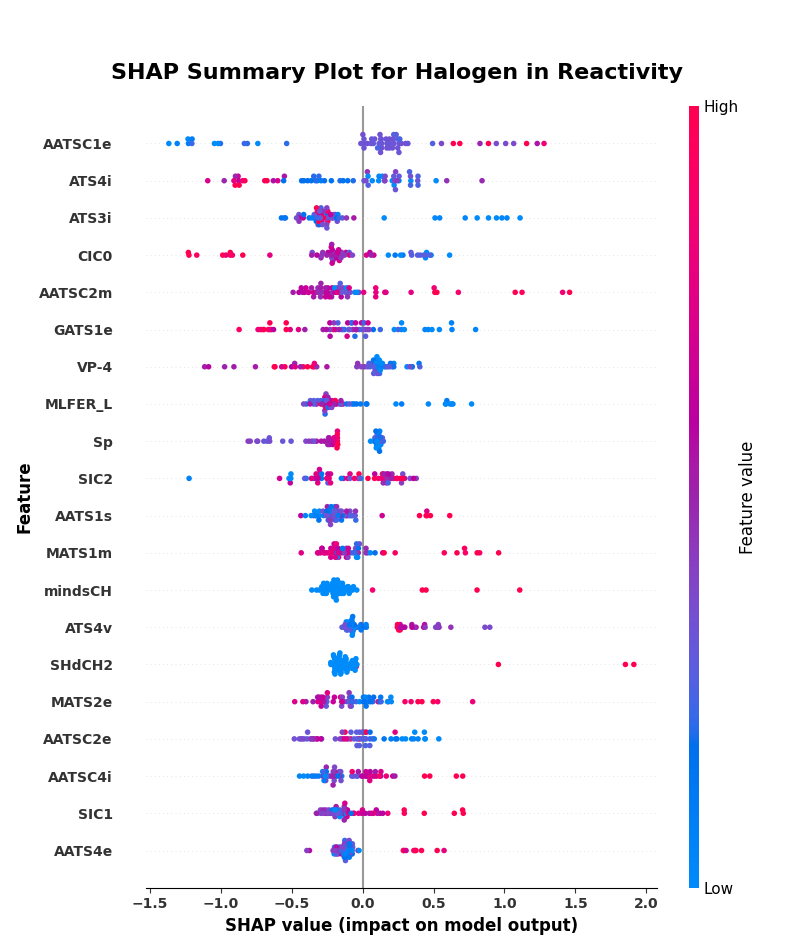 SHAP Summary Plot for Halogen in Reactivity
High
AATSC1e
ATS4i
ATS3i
CIC0
AATSC2m
GATS1e
VP-4
MLFER_L
Sp
SIC2
AATS1s
MATS1m
mindsCH
ATS4v
SHdCH2
MATS2e
AATSC2e
AATSC4i
SIC1
AATS4e
Feature
Feature value
Low
−1.5 −1.0 −0.5 0.0 0.5 1.0 1.5 2.0
SHAP value (impact on model output)